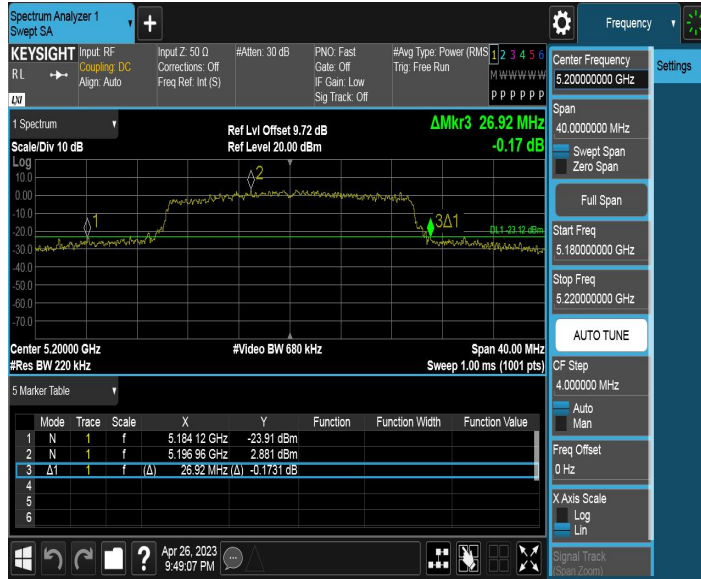 Spectrum Analyzer 1
Swept SA
Frequency
KEYSIGHT
RL
LXI
Input: RF
Coupling: DC
Align: Auto
Input Z: 50 Ω
Corrections: Off
Freq Ref: Int (S)
#Atten: 30 dB
PNO: Fast
Gate: Off
IF Gain: Low
Sig Track: Off
#Avg Type: Power (RMS
Trig: Free Run
1 2 3 4 5 6
M W W W W W
P P P P P P
1 Spectrum
Scale/Div 10 dB
Ref Lvl Offset 9.72 dB
Ref Level 20.00 dBm
ΔMkr3 26.92 MHz
-0.17 dB
Log
10.0
0.00
-10.0
-20.0
-30.0
-40.0
-50.0
-60.0
-70.0
1
2
3Δ1
DL1 -23.12 dBm
Center 5.20000 GHz
#Res BW 220 kHz
#Video BW 680 kHz
Span 40.00 MHz
Sweep 1.00 ms (1001 pts)
5 Marker Table
Mode Trace Scale X Y Function Function Width Function Value
1 N 1 f 5.184 12 GHz -23.91 dBm
2 N 1 f 5.196 96 GHz 2.881 dBm
3 Δ1 1 f (Δ) 26.92 MHz (Δ) -0.1731 dB
4
5
6
?
Apr 26, 2023
9:49:07 PM
Center Frequency
5.200000000 GHz
Span
40.0000000 MHz
Swept Span
Zero Span
Full Span
Start Freq
5.180000000 GHz
Stop Freq
5.220000000 GHz
AUTO TUNE
CF Step
4.000000 MHz
Auto
Man
Freq Offset
0 Hz
X Axis Scale
Log
Lin
Signal Track
(Span Zoom)
Settings